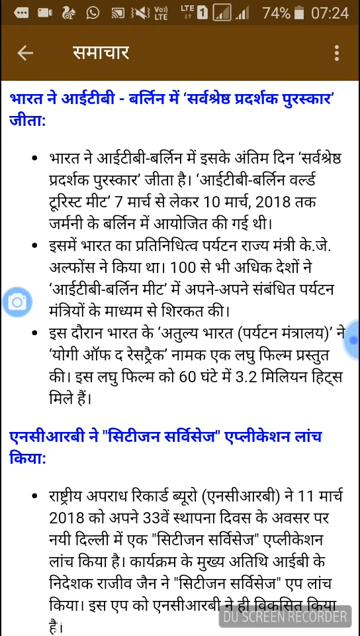 Vo) LTE LTE 1 74% 07:24
समाचार
भारत ने आईटीबी - बर्लिन में 'सर्वश्रेष्ठ प्रदर्शक पुरस्कार'
जीता:
• भारत ने आईटीबी-बर्लिन में इसके अंतिम दिन 'सर्वश्रेष्ठ
प्रदर्शक पुरस्कार' जीता है। 'आईटीबी-बर्लिन वर्ल्ड
टूरिस्ट मीट' 7 मार्च से लेकर 10 मार्च, 2018 तक
जर्मनी के बर्लिन में आयोजित की गई थी।
• इसमें भारत का प्रतिनिधित्व पर्यटन राज्य मंत्री के.जे.
अल्फोंस ने किया था। 100 से भी अधिक देशों ने
'आईटीबी-बर्लिन मीट' में अपने-अपने संबंधित पर्यटन
मंत्रियों के माध्यम से शिरकत की।
• इस दौरान भारत के 'अतुल्य भारत (पर्यटन मंत्रालय)' ने
'योगी ऑफ द रेसट्रैक' नामक एक लघु फिल्म प्रस्तुत
की। इस लघु फिल्म को 60 घंटे में 3.2 मिलियन हिट्स
मिले हैं।
एनसीआरबी ने "सिटीजन सर्विसेज" एप्लीकेशन लांच
किया:
• राष्ट्रीय अपराध रिकार्ड ब्यूरो (एनसीआरबी) ने 11 मार्च
2018 को अपने 33वें स्थापना दिवस के अवसर पर
नयी दिल्ली में एक "सिटीजन सर्विसेज" एप्लीकेशन
लांच किया है। कार्यक्रम के मुख्य अतिथि आईबी के
निदेशक राजीव जैन ने "सिटीजन सर्विसेज" एप लांच
किया। इस एप को एनसीआरबी ने ही विकसित किया
है।
DU SCREEN RECORDER